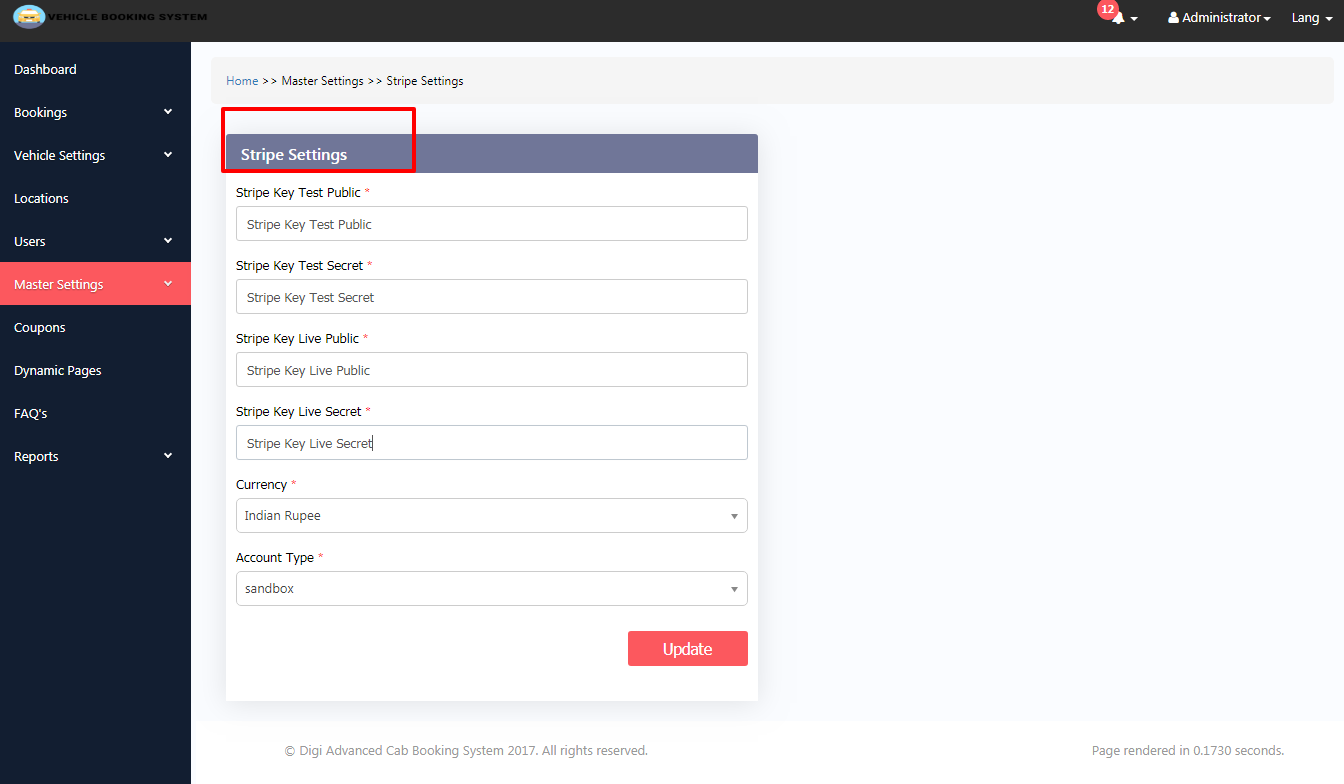 VEHICLE BOOKING SYSTEM
12
Administrator
Lang
Dashboard
Bookings
Vehicle Settings
Locations
Users
Master Settings
Coupons
Dynamic Pages
FAQ's
Reports
Home >> Master Settings >> Stripe Settings
Stripe Settings
Stripe Key Test Public *
Stripe Key Test Public
Stripe Key Test Secret *
Stripe Key Test Secret
Stripe Key Live Public *
Stripe Key Live Public
Stripe Key Live Secret *
Stripe Key Live Secret
Currency *
Indian Rupee
Account Type *
sandbox
Update
© Digi Advanced Cab Booking System 2017. All rights reserved.
Page rendered in 0.1730 seconds.